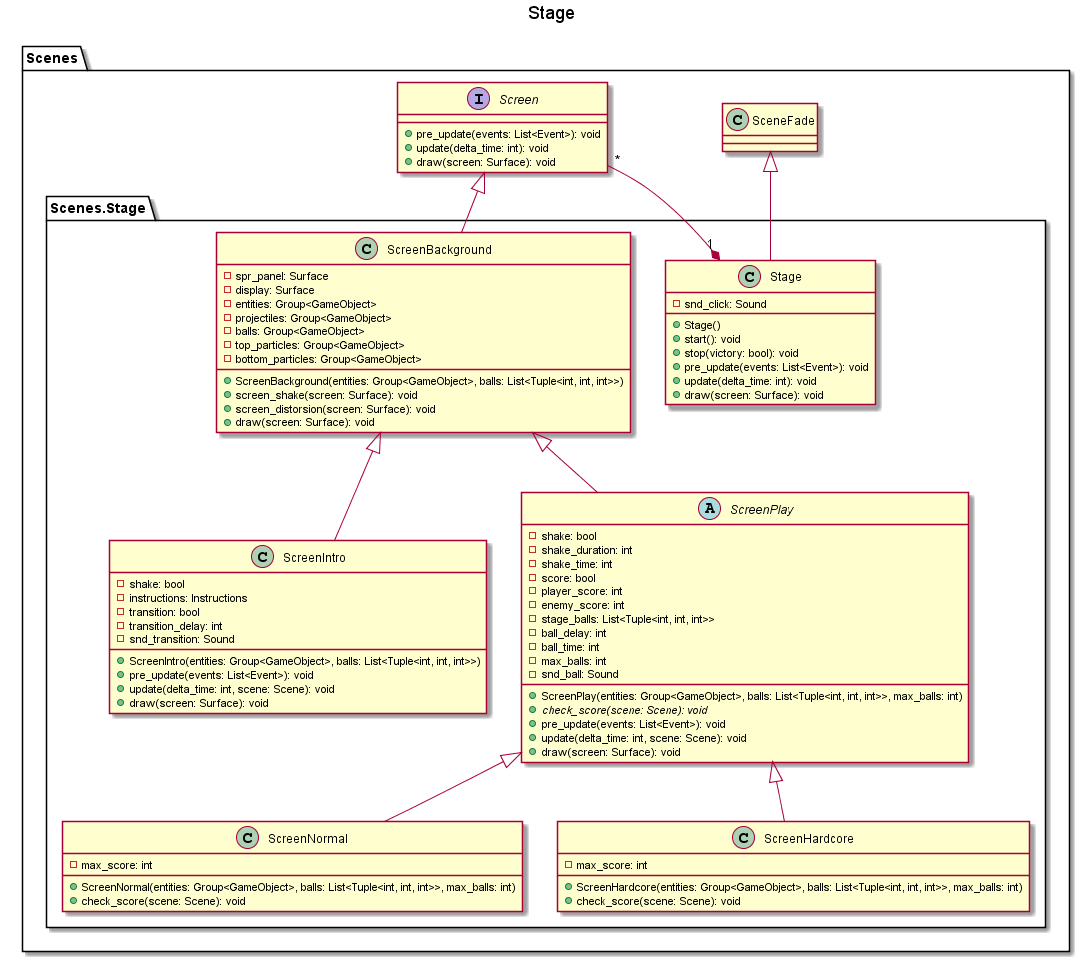 Stage
Scenes
I Screen
pre_update(events: List<Event>): void
update(delta_time: int): void
draw(screen: Surface): void
C SceneFade
*
1
Scenes.Stage
C ScreenBackground
spr_panel: Surface
display: Surface
entities: Group<GameObject>
projectiles: Group<GameObject>
balls: Group<GameObject>
top_particles: Group<GameObject>
bottom_particles: Group<GameObject>
ScreenBackground(entities: Group<GameObject>, balls: List<Tuple<int, int, int>>)
screen_shake(screen: Surface): void
screen_distorsion(screen: Surface): void
draw(screen: Surface): void
C Stage
snd_click: Sound
Stage()
start(): void
stop(victory: bool): void
pre_update(events: List<Event>): void
update(delta_time: int): void
draw(screen: Surface): void
C ScreenIntro
shake: bool
instructions: Instructions
transition: bool
transition_delay: int
snd_transition: Sound
ScreenIntro(entities: Group<GameObject>, balls: List<Tuple<int, int, int>>)
pre_update(events: List<Event>): void
update(delta_time: int, scene: Scene): void
draw(screen: Surface): void
A ScreenPlay
shake: bool
shake_duration: int
shake_time: int
score: bool
player_score: int
enemy_score: int
stage_balls: List<Tuple<int, int, int>>
ball_delay: int
ball_time: int
max_balls: int
snd_ball: Sound
ScreenPlay(entities: Group<GameObject>, balls: List<Tuple<int, int, int>>, max_balls: int)
check_score(scene: Scene): void
pre_update(events: List<Event>): void
update(delta_time: int, scene: Scene): void
draw(screen: Surface): void
C ScreenNormal
max_score: int
ScreenNormal(entities: Group<GameObject>, balls: List<Tuple<int, int, int>>, max_balls: int)
check_score(scene: Scene): void
C ScreenHardcore
max_score: int
ScreenHardcore(entities: Group<GameObject>, balls: List<Tuple<int, int, int>>, max_balls: int)
check_score(scene: Scene): void